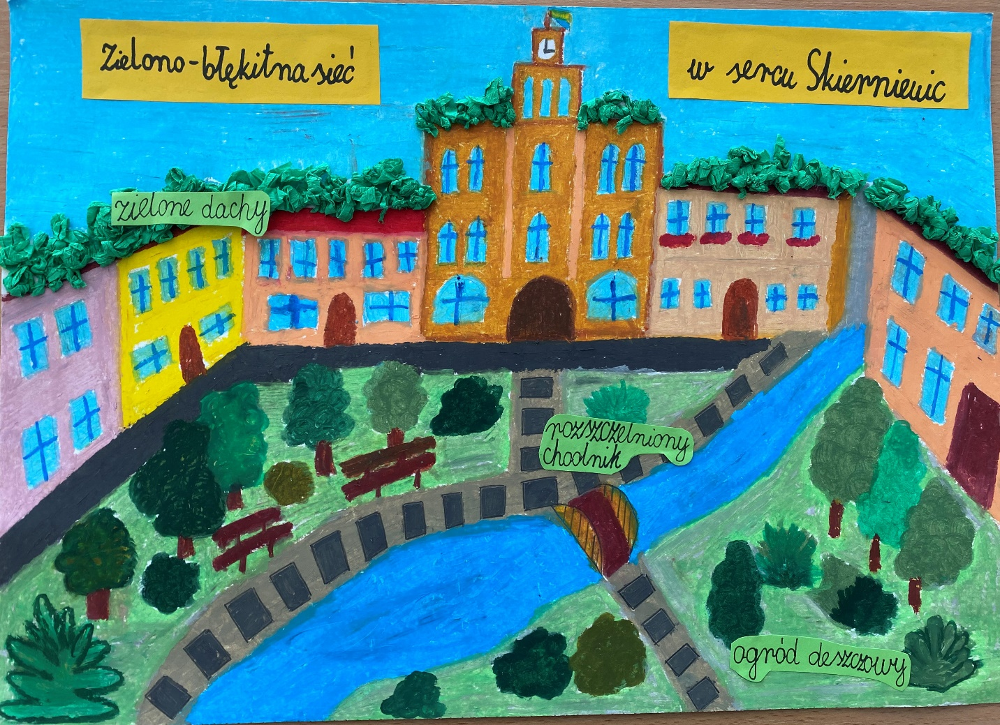 Zielono-błękitna sieć
w sercu Skierniewic
zielone dachy
rozszczelniony
chodnik
ogród deszczowy